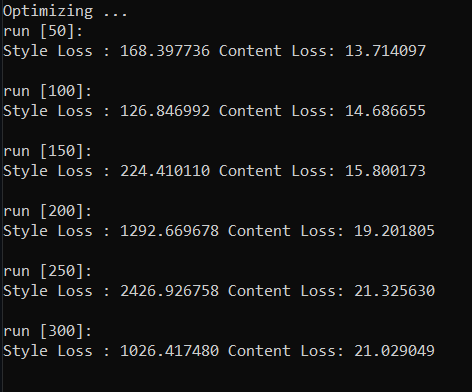 Optimizing ...
run [50]:
Style Loss : 168.397736 Content Loss: 13.714097
run [100]:
Style Loss : 126.846992 Content Loss: 14.686655
run [150]:
Style Loss : 224.410110 Content Loss: 15.800173
run [200]:
Style Loss : 1292.669678 Content Loss: 19.201805
run [250]:
Style Loss : 2426.926758 Content Loss: 21.325630
run [300]:
Style Loss : 1026.417480 Content Loss: 21.029049